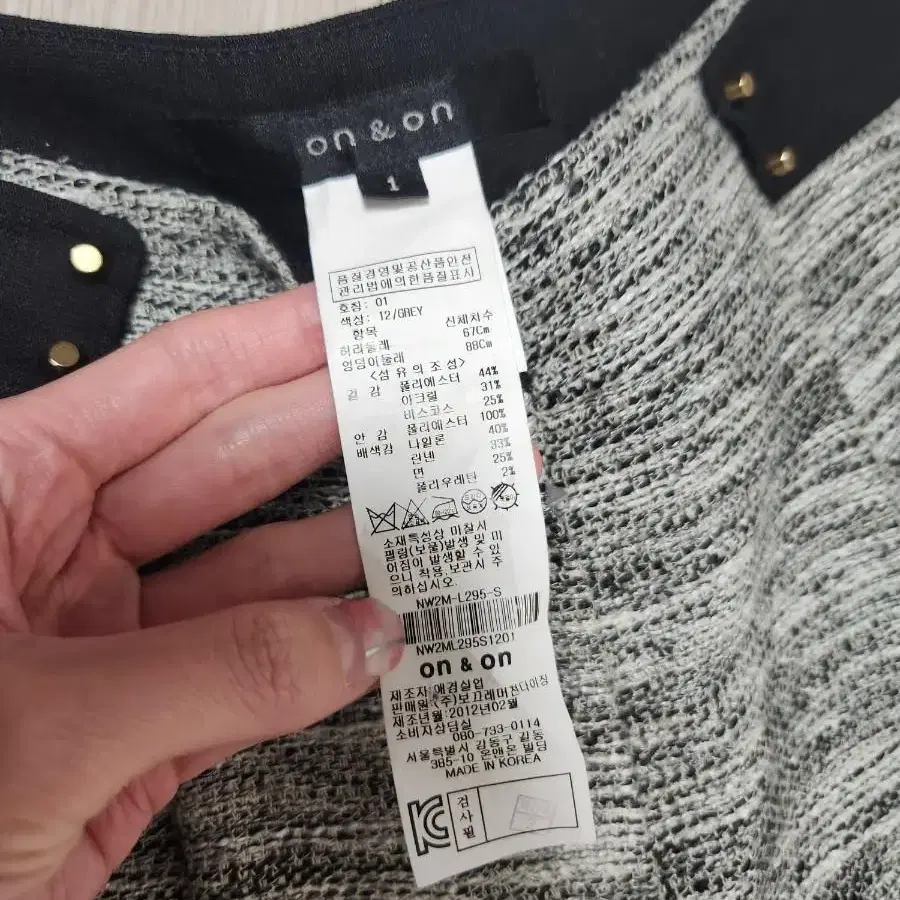 on & on
1
품질경영및공산품안전
관리법에의한품질표시
호칭: 01
색상: 12/GREY
항목 신체치수
허리둘레 67Cm
엉덩이둘레 88Cm
<섬유의조성>
겉 감 폴리에스터 44%
아크릴 31%
비스코스 25%
안 감 폴리에스터 100%
배색감 나일론 40%
린넨 33%
면 25%
폴리우레탄 2%
소재특성상 마찰시
필링(보풀)발생 및 미
어짐이 발생할 수 있
으니 착용,보관시 주
의하십시오.
NW2M-L295-S
NW2ML295S1201
on & on
제조자:애경실업
판매원:(주)보끄레머천다이징
제조년월:2012년02월
소비자상담실
080-733-0114
서울특별시 강동구 길동
385-10 온앤온 빌딩
MADE IN KOREA
검
사
필